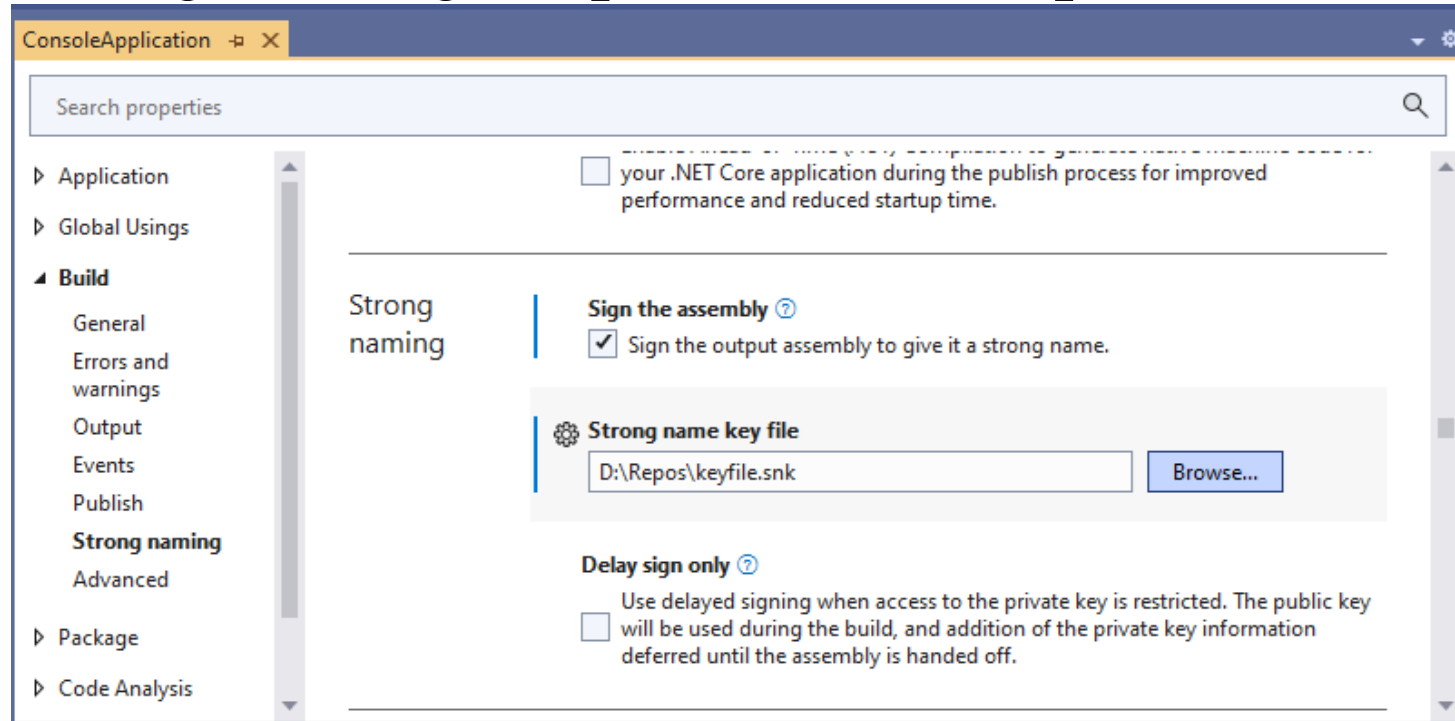 ConsoleApplication
Search properties
Application
Global Usings
Build
General
Errors and
warnings
Output
Events
Publish
Strong naming
Advanced
Package
Code Analysis
your .NET Core application during the publish process for improved
performance and reduced startup time.
Strong
naming
Sign the assembly
Sign the output assembly to give it a strong name.
Strong name key file
D:\Repos\keyfile.snk
Browse...
Delay sign only
Use delayed signing when access to the private key is restricted. The public key
will be used during the build, and addition of the private key information
deferred until the assembly is handed off.